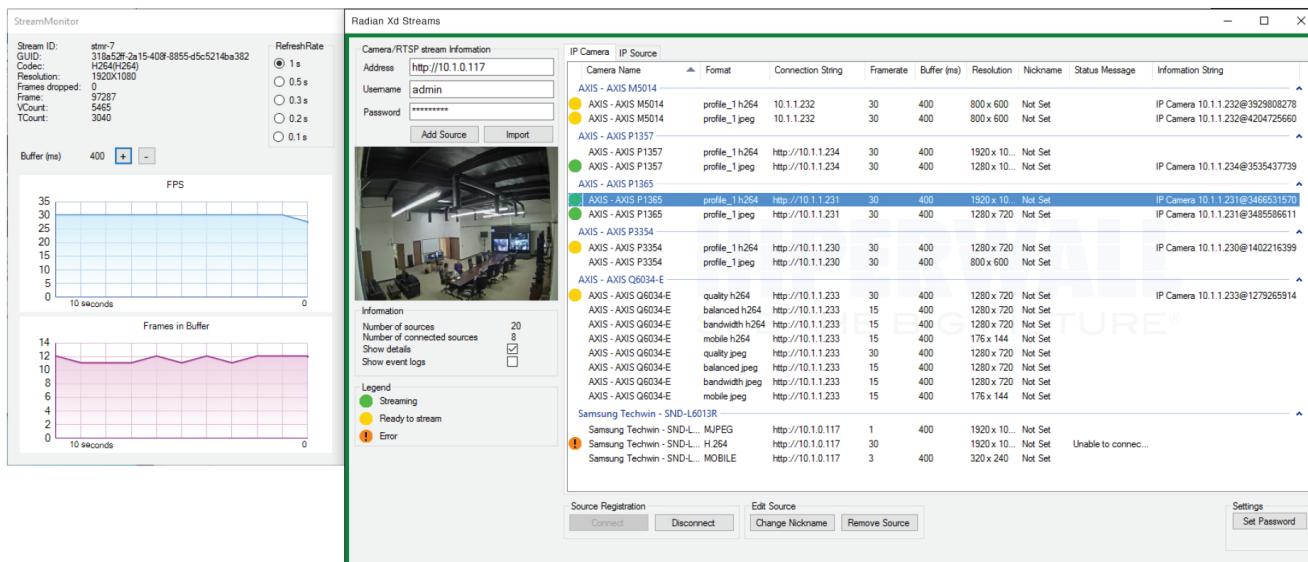 StreamMonitor
Stream ID: stmr-7
GUID: 318a52ff-2a15-408f-8855-d5c5214ba382
Codec: H264(H264)
Resolution: 1920X1080
Frames dropped: 0
Frame: 97287
VCount: 5465
TCount: 3040
RefreshRate
1 s
0.5 s
0.3 s
0.2 s
0.1 s
Buffer (ms) 400 + -
FPS
35
30
25
20
15
10
5
0
10 seconds 0
Frames in Buffer
14
12
10
8
6
4
2
0
10 seconds 0
Radian Xd Streams
Camera/RTSP stream Information
Address http://10.1.0.117
Username admin
Password *********
Add Source Import
Information
Number of sources 20
Number of connected sources 8
Show details
Show event logs
Legend
Streaming
Ready to stream
! Error
IP Camera IP Source
Camera Name Format Connection String Framerate Buffer (ms) Resolution Nickname Status Message Information String
AXIS - AXIS M5014
AXIS - AXIS M5014 profile_1 h264 10.1.1.232 30 400 800 x 600 Not Set IP Camera 10.1.1.232@3929808278
AXIS - AXIS M5014 profile_1 jpeg 10.1.1.232 30 400 800 x 600 Not Set IP Camera 10.1.1.232@4204725660
AXIS - AXIS P1357
AXIS - AXIS P1357 profile_1 h264 http://10.1.1.234 30 400 1920 x 10... Not Set
AXIS - AXIS P1357 profile_1 jpeg http://10.1.1.234 30 400 1280 x 10... Not Set IP Camera 10.1.1.234@3535437739
AXIS - AXIS P1365
AXIS - AXIS P1365 profile_1 h264 http://10.1.1.231 30 400 1920 x 10... Not Set IP Camera 10.1.1.231@3466531570
AXIS - AXIS P1365 profile_1 jpeg http://10.1.1.231 30 400 1280 x 720 Not Set IP Camera 10.1.1.231@3485586611
AXIS - AXIS P3354
AXIS - AXIS P3354 profile_1 h264 http://10.1.1.230 30 400 1280 x 720 Not Set IP Camera 10.1.1.230@1402216399
AXIS - AXIS P3354 profile_1 jpeg http://10.1.1.230 30 400 800 x 600 Not Set
AXIS - AXIS Q6034-E
AXIS - AXIS Q6034-E quality h264 http://10.1.1.233 30 400 1280 x 720 Not Set IP Camera 10.1.1.233@1279265914
AXIS - AXIS Q6034-E balanced h264 http://10.1.1.233 15 400 1280 x 720 Not Set
AXIS - AXIS Q6034-E bandwidth h264 http://10.1.1.233 15 400 1280 x 720 Not Set
AXIS - AXIS Q6034-E mobile h264 http://10.1.1.233 15 400 176 x 144 Not Set
AXIS - AXIS Q6034-E quality jpeg http://10.1.1.233 30 400 1280 x 720 Not Set
AXIS - AXIS Q6034-E balanced jpeg http://10.1.1.233 15 400 1280 x 720 Not Set
AXIS - AXIS Q6034-E bandwidth jpeg http://10.1.1.233 15 400 1280 x 720 Not Set
AXIS - AXIS Q6034-E mobile jpeg http://10.1.1.233 15 400 176 x 144 Not Set
Samsung Techwin - SND-L6013R
Samsung Techwin - SND-L... MJPEG http://10.1.0.117 1 400 1920 x 10... Not Set
! Samsung Techwin - SND-L... H.264 http://10.1.0.117 30 1920 x 10... Not Set Unable to connec...
Samsung Techwin - SND-L... MOBILE http://10.1.0.117 3 400 320 x 240 Not Set
HIPERWALL
Source Registration
Connect Disconnect
Edit Source
Change Nickname Remove Source
Settings
Set Password